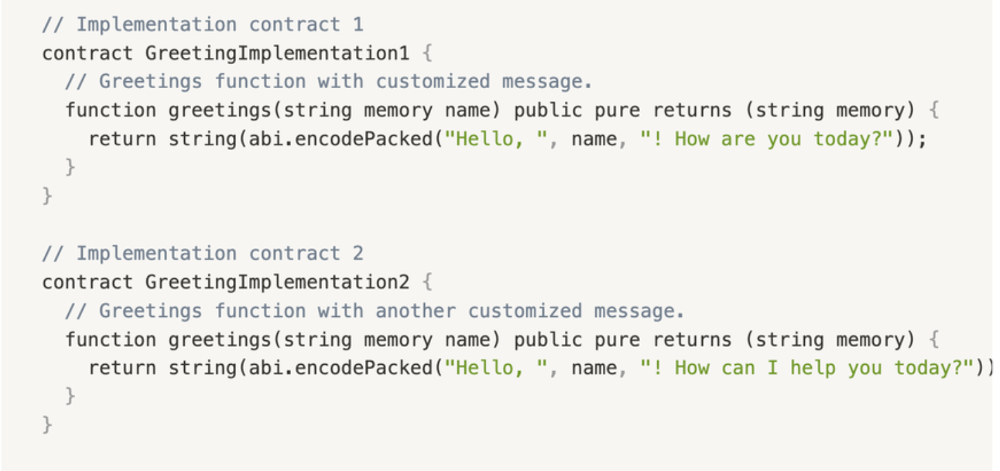 // Implementation contract 1
contract GreetingImplementation1 {
  // Greetings function with customized message.
  function greetings(string memory name) public pure returns (string memory) {
    return string(abi.encodePacked("Hello, ", name, "! How are you today?"));
  }
}

// Implementation contract 2
contract GreetingImplementation2 {
  // Greetings function with another customized message.
  function greetings(string memory name) public pure returns (string memory) {
    return string(abi.encodePacked("Hello, ", name, "! How can I help you today?"))
  }
}